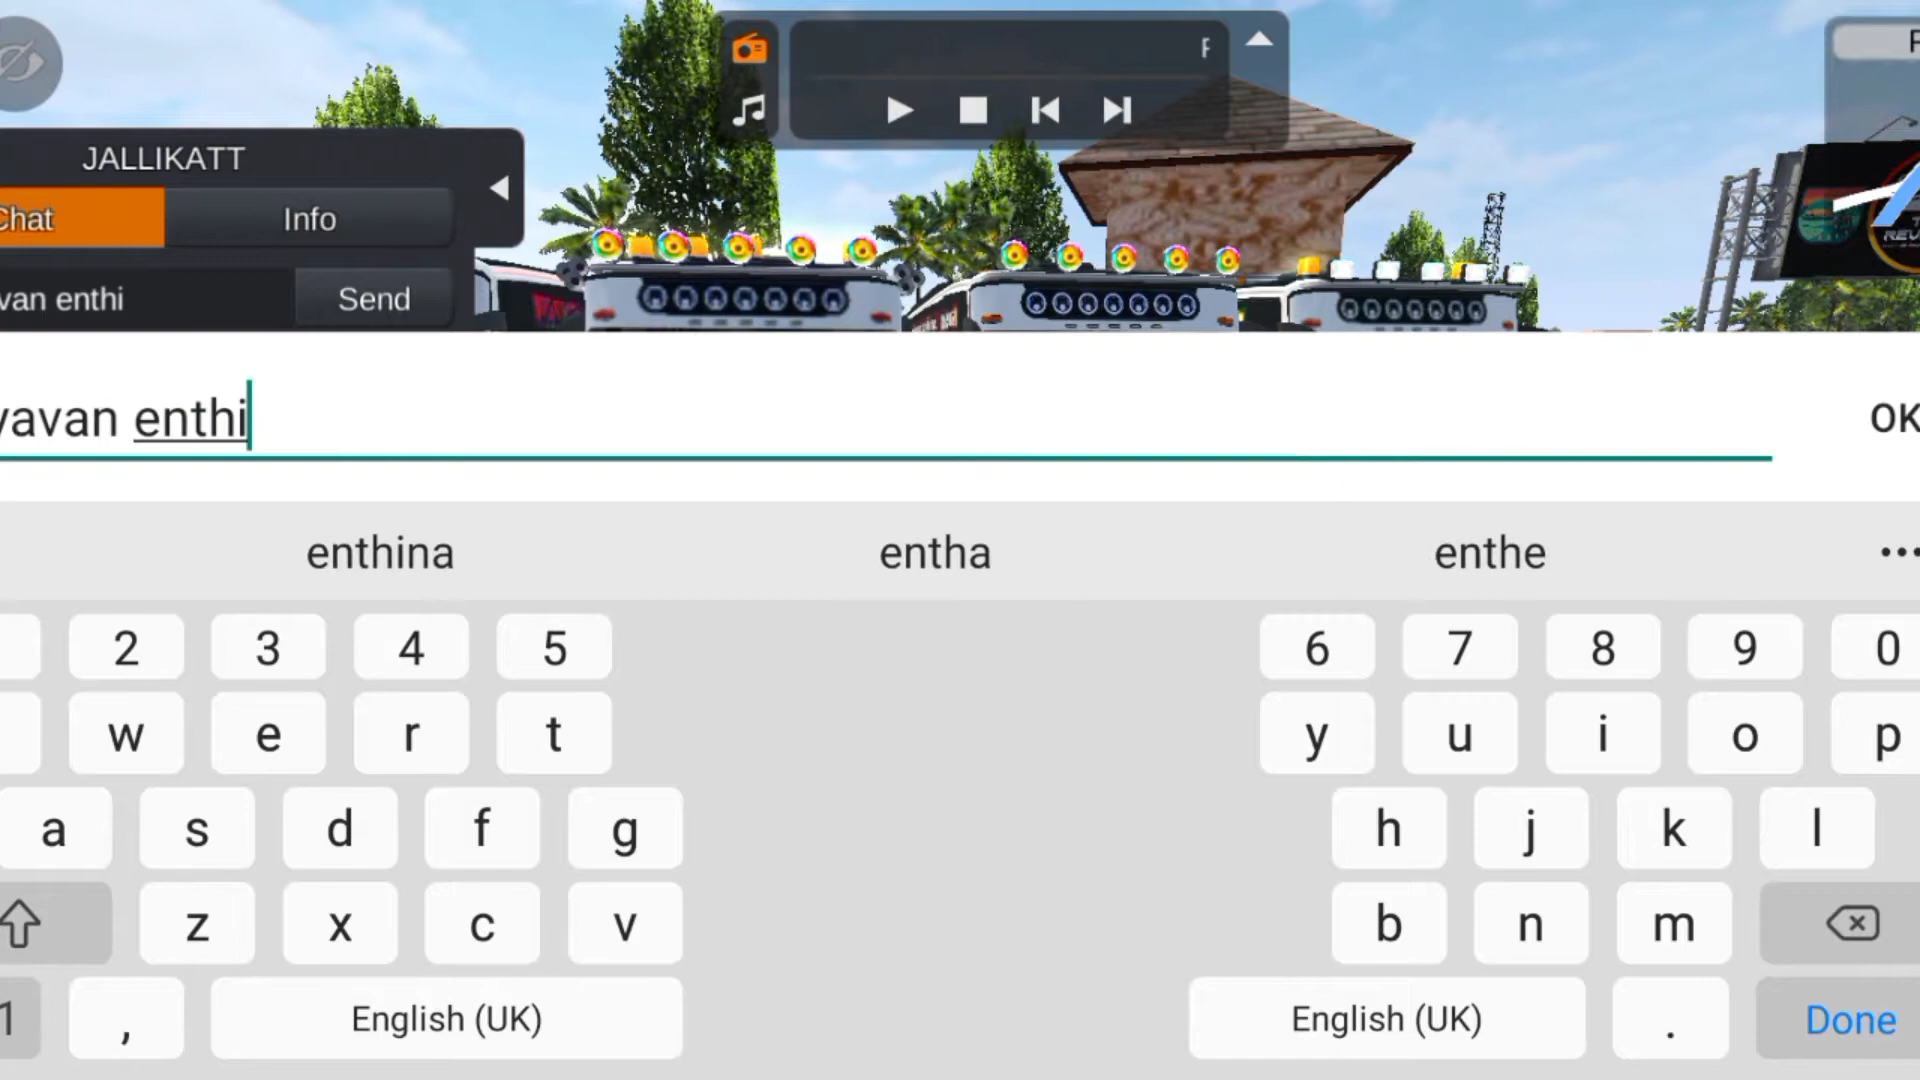 F
JALLIKATT
Chat
Info
van enthi
Send
yavan enthi
OK
enthina
entha
enthe
2 3 4 5 6 7 8 9 0
w e r t y u i o p
a s d f g h j k l
z x c v b n m
1 , English (UK) English (UK) . Done